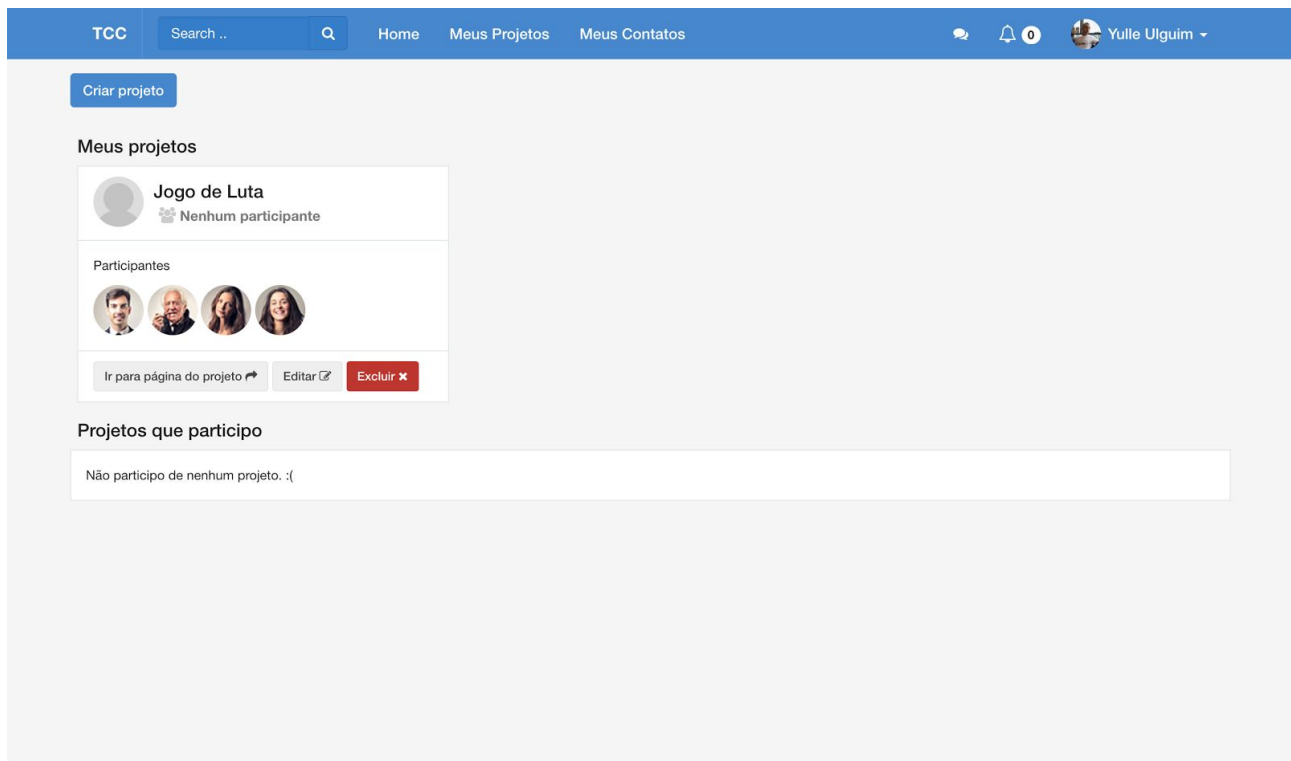 TCC Search .. Home Meus Projetos Meus Contatos 0 Yulle Ulguim
Criar projeto
Meus projetos
Jogo de Luta
Nenhum participante
Participantes
Ir para página do projeto Editar Excluir
Projetos que participo
Não participo de nenhum projeto. :(